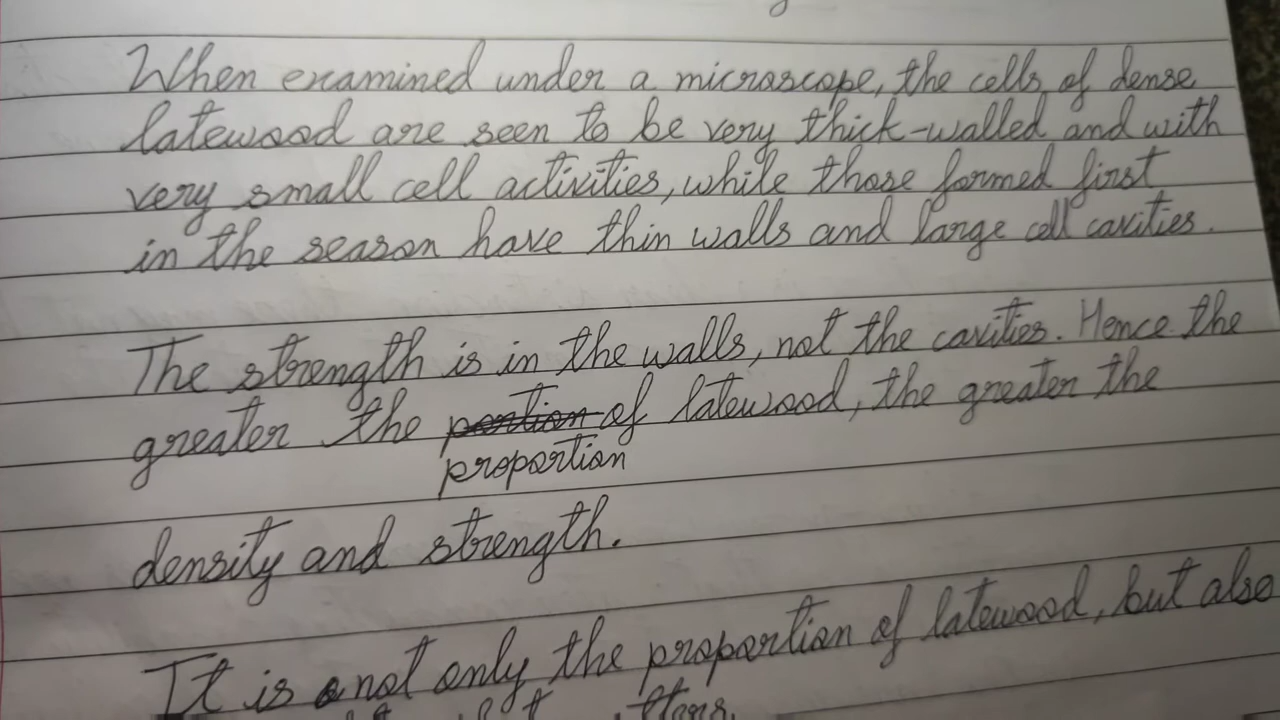 When examined under a microscope, the cells of dense
latewood are seen to be very thick-walled and with
very small cell activities, while those formed first
in the season have thin walls and large cell cavities.
The strength is in the walls, not the cavities. Hence the
greater the portion of latewood, the greater the
proportion
density and strength.
It is not only the proportion of latewood, but also